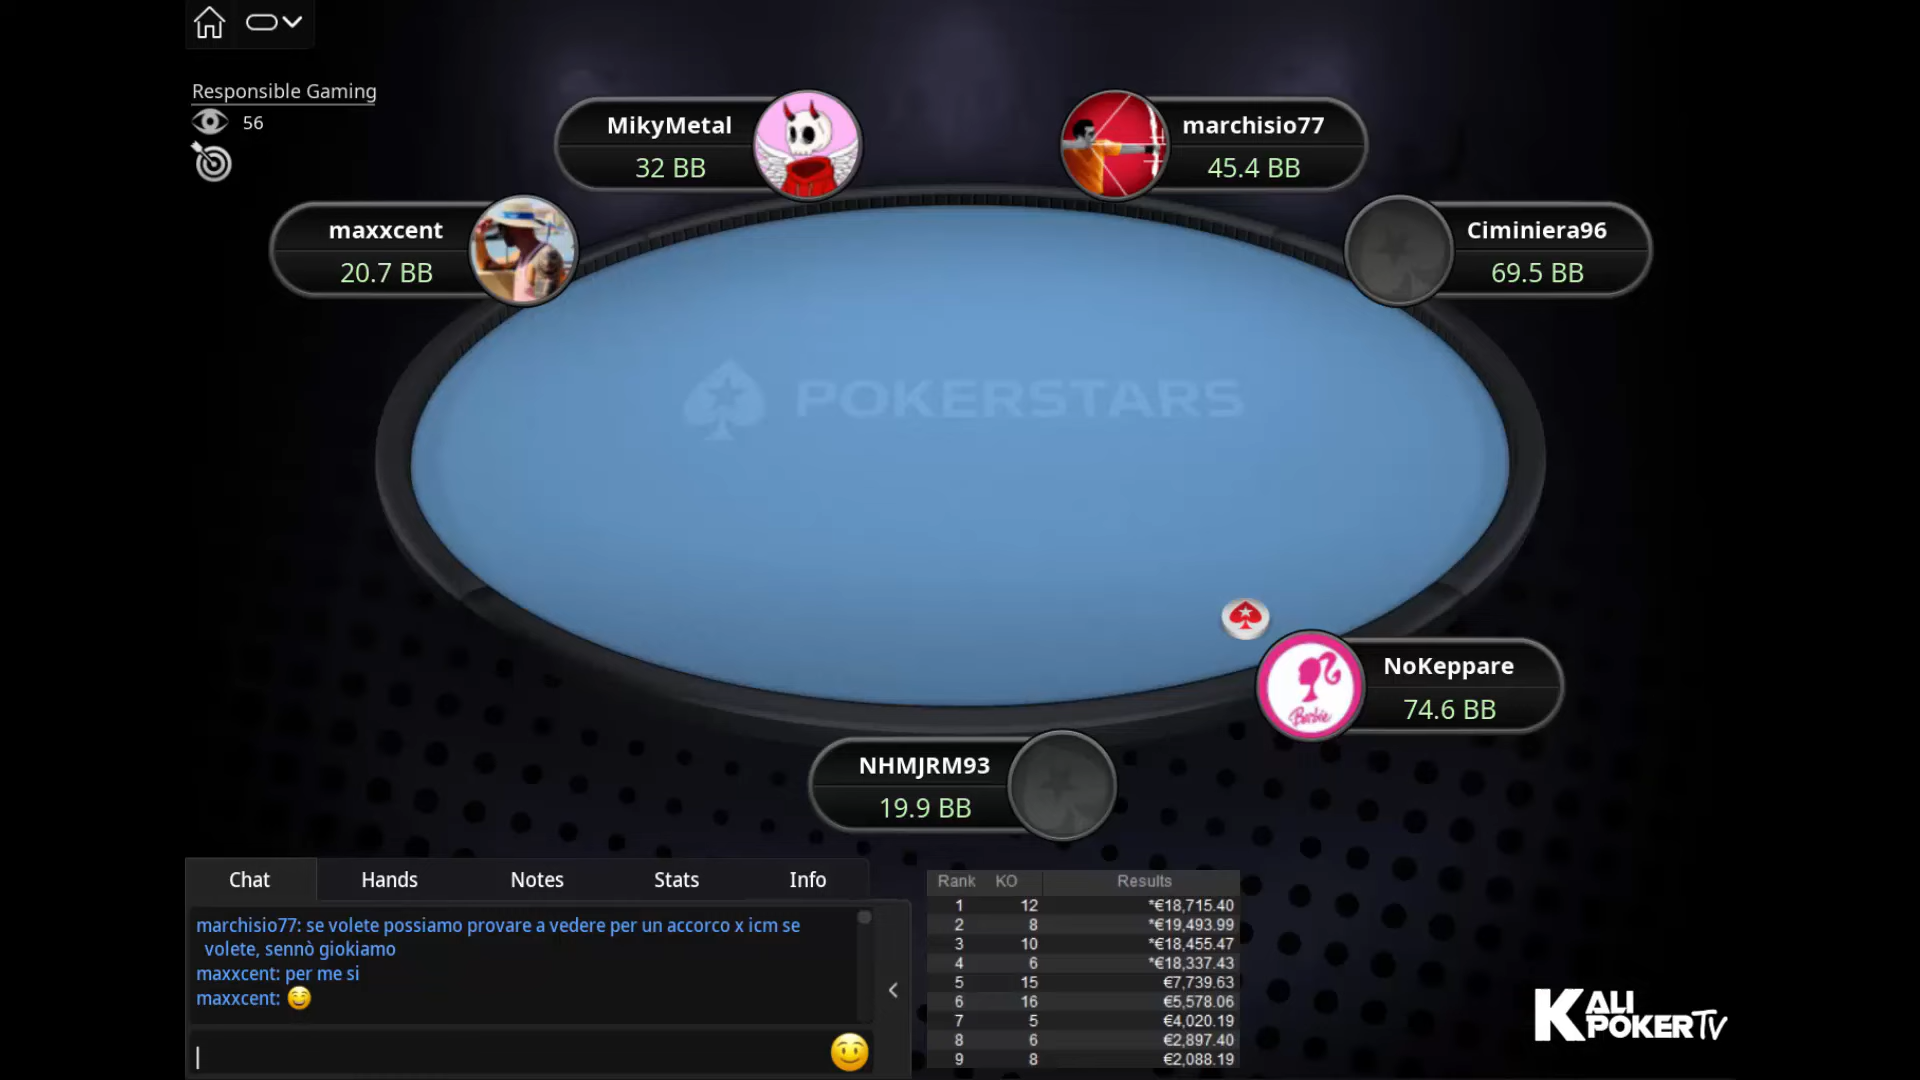 Responsible Gaming
56
MikyMetal
32 BB
marchisio77
45.4 BB
maxxcent
20.7 BB
Ciminiera96
69.5 BB
POKERSTARS
NoKeppare
74.6 BB
Barbie
NHMJRM93
19.9 BB
Chat Hands Notes Stats Info
marchisio77: se volete possiamo provare a vedere per un accorco x icm se
volete, sennò giokiamo
maxxcent: per me si
maxxcent: 😉
Rank KO Results
1 12 *€18,715.40
2 8 *€19,493.99
3 10 *€18,455.47
4 6 *€18,337.43
5 15 €7,739.63
6 16 €5,578.06
7 5 €4,020.19
8 6 €2,897.40
9 8 €2,088.19
KALI
POKERTV